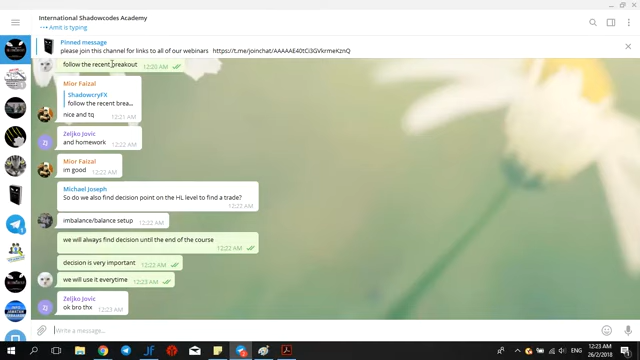 International Shadowcodes Academy
Amit is typing
Pinned message
please join this channel for links to all of our webinars https://t.me/joinchat/AAAAAE40tCi3GVkrmeKznQ
follow the recent breakout 12:20 AM
Mior Faizal
ShadowcryFX
follow the recent brea...
nice and tq 12:21 AM
Zeljko Jovic
and homework 12:22 AM
Mior Faizal
im good 12:22 AM
Michael Joseph
So do we also find decision point on the HL level to find a trade?
12:22 AM
imbalance/balance setup 12:22 AM
we will always find decision until the end of the course
12:22 AM
decision is very important 12:22 AM
we will use it everytime 12:23 AM
Zeljko Jovic
ok bro thx 12:23 AM
Write a message...
ENG
12:23 AM
26/2/2018